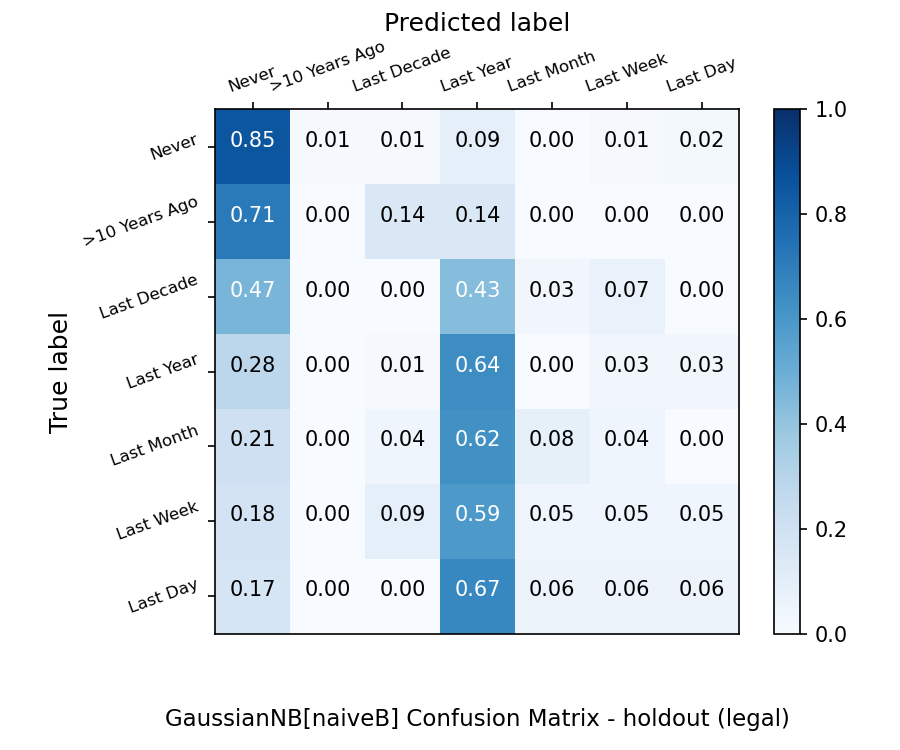 Predicted label
Never >10 Years Ago Last Decade Last Year Last Month Last Week Last Day
1.0
Never 0.85 0.01 0.01 0.09 0.00 0.01 0.02
0.8
>10 Years Ago 0.71 0.00 0.14 0.14 0.00 0.00 0.00
Last Decade 0.47 0.00 0.00 0.43 0.03 0.07 0.00
0.6
True label
Last Year 0.28 0.00 0.01 0.64 0.00 0.03 0.03
0.4
Last Month 0.21 0.00 0.04 0.62 0.08 0.04 0.00
Last Week 0.18 0.00 0.09 0.59 0.05 0.05 0.05
0.2
Last Day 0.17 0.00 0.00 0.67 0.06 0.06 0.06
0.0
GaussianNB[naiveB] Confusion Matrix - holdout (legal)